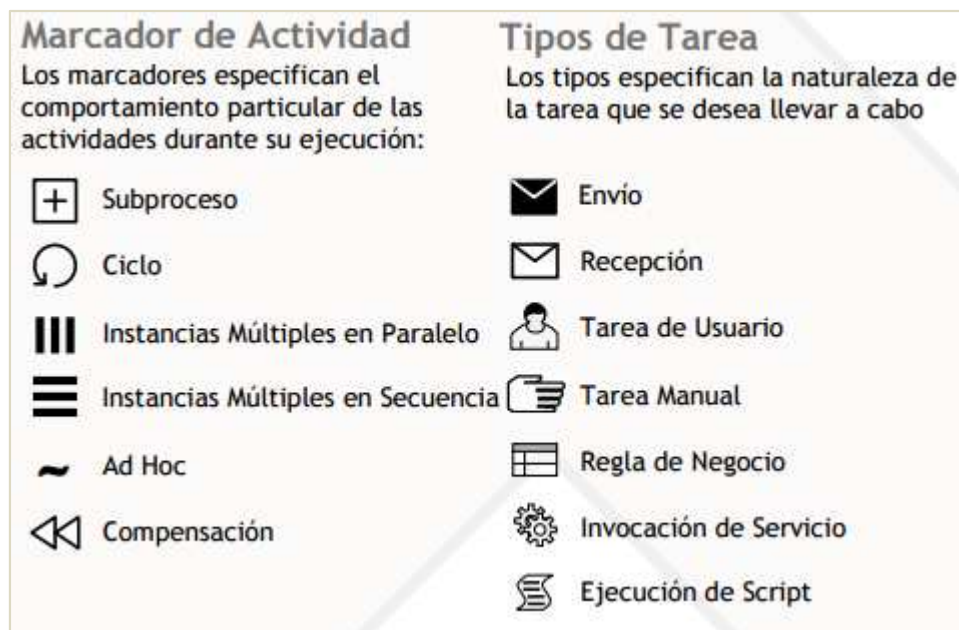 Marcador de Actividad
Los marcadores especifican el
comportamiento particular de las
actividades durante su ejecución:
Subproceso
Ciclo
Instancias Múltiples en Paralelo
Instancias Múltiples en Secuencia
Ad Hoc
Compensación
Tipos de Tarea
Los tipos especifican la naturaleza de
la tarea que se desea llevar a cabo
Envío
Recepción
Tarea de Usuario
Tarea Manual
Regla de Negocio
Invocación de Servicio
Ejecución de Script